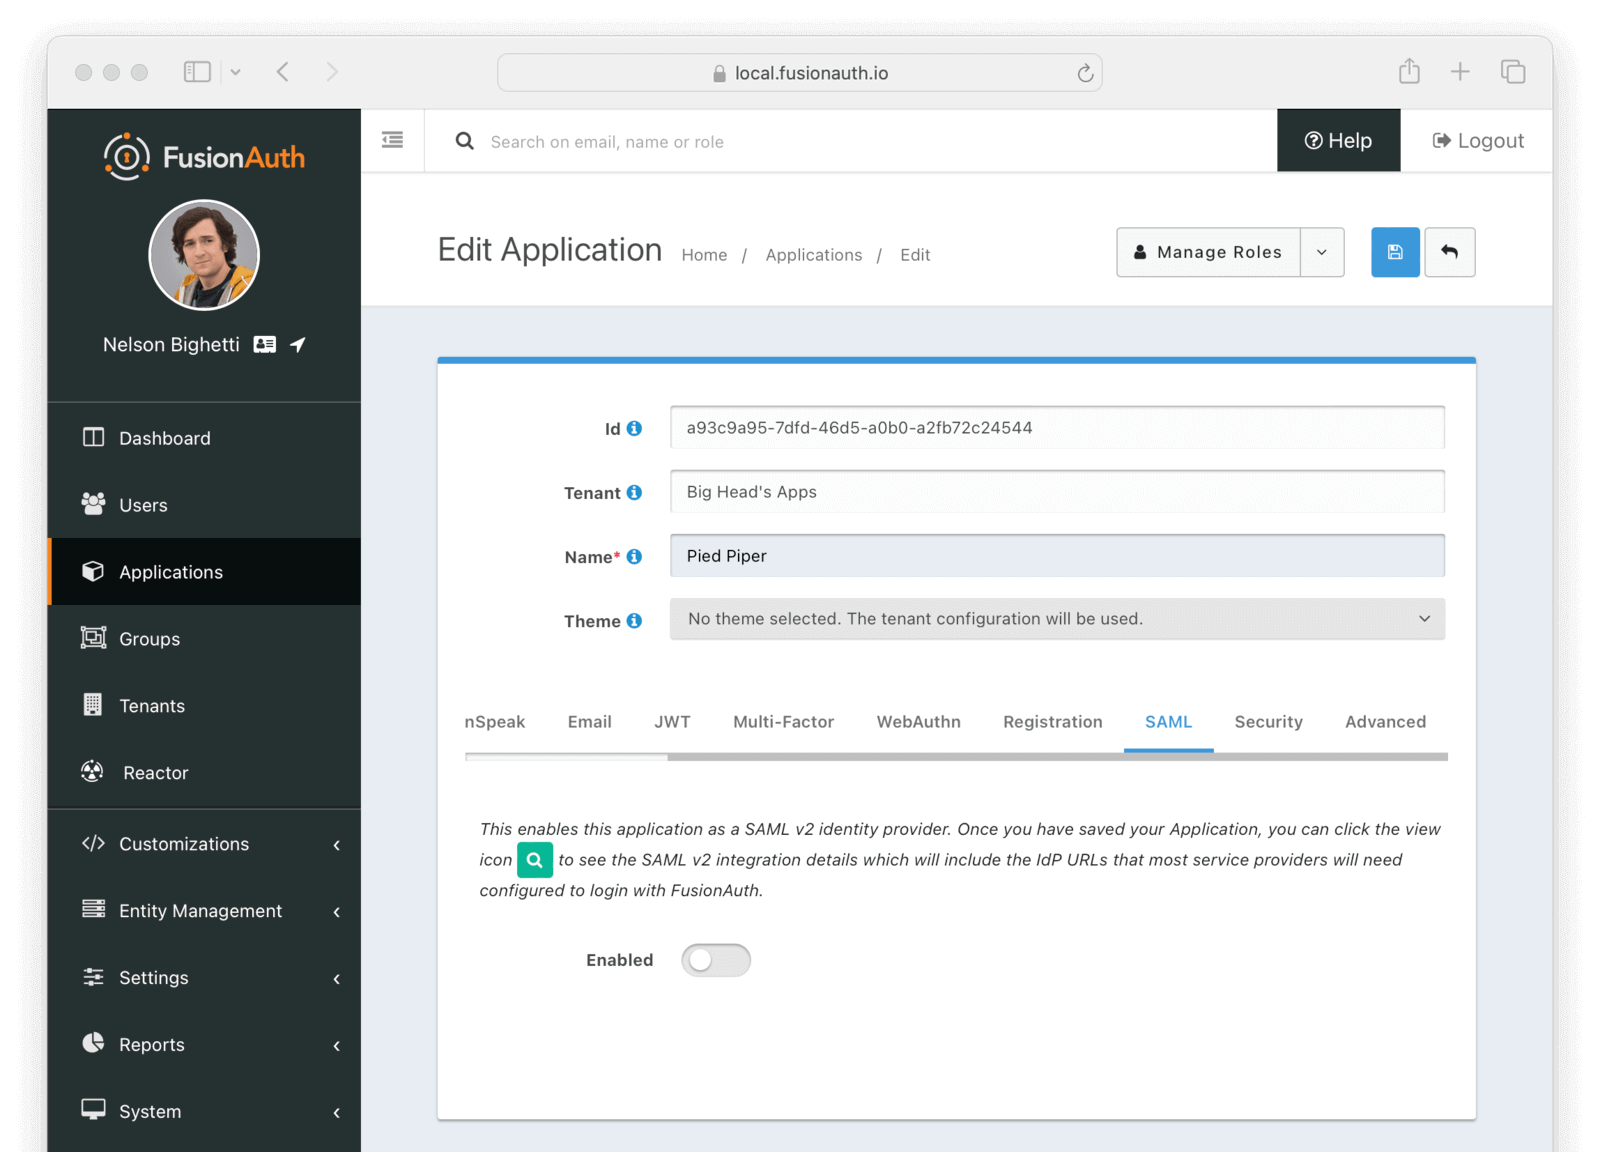 local.fusionauth.io
FusionAuth
Search on email, name or role
Help
Logout
Edit Application
Home / Applications / Edit
Manage Roles
Nelson Bighetti
Dashboard
Users
Applications
Groups
Tenants
Reactor
Customizations
Entity Management
Settings
Reports
System
Id
a93c9a95-7dfd-46d5-a0b0-a2fb72c24544
Tenant
Big Head's Apps
Name*
Pied Piper
Theme
No theme selected. The tenant configuration will be used.
nSpeak
Email
JWT
Multi-Factor
WebAuthn
Registration
SAML
Security
Advanced
This enables this application as a SAML v2 identity provider. Once you have saved your Application, you can click the view
icon to see the SAML v2 integration details which will include the IdP URLs that most service providers will need
configured to login with FusionAuth.
Enabled